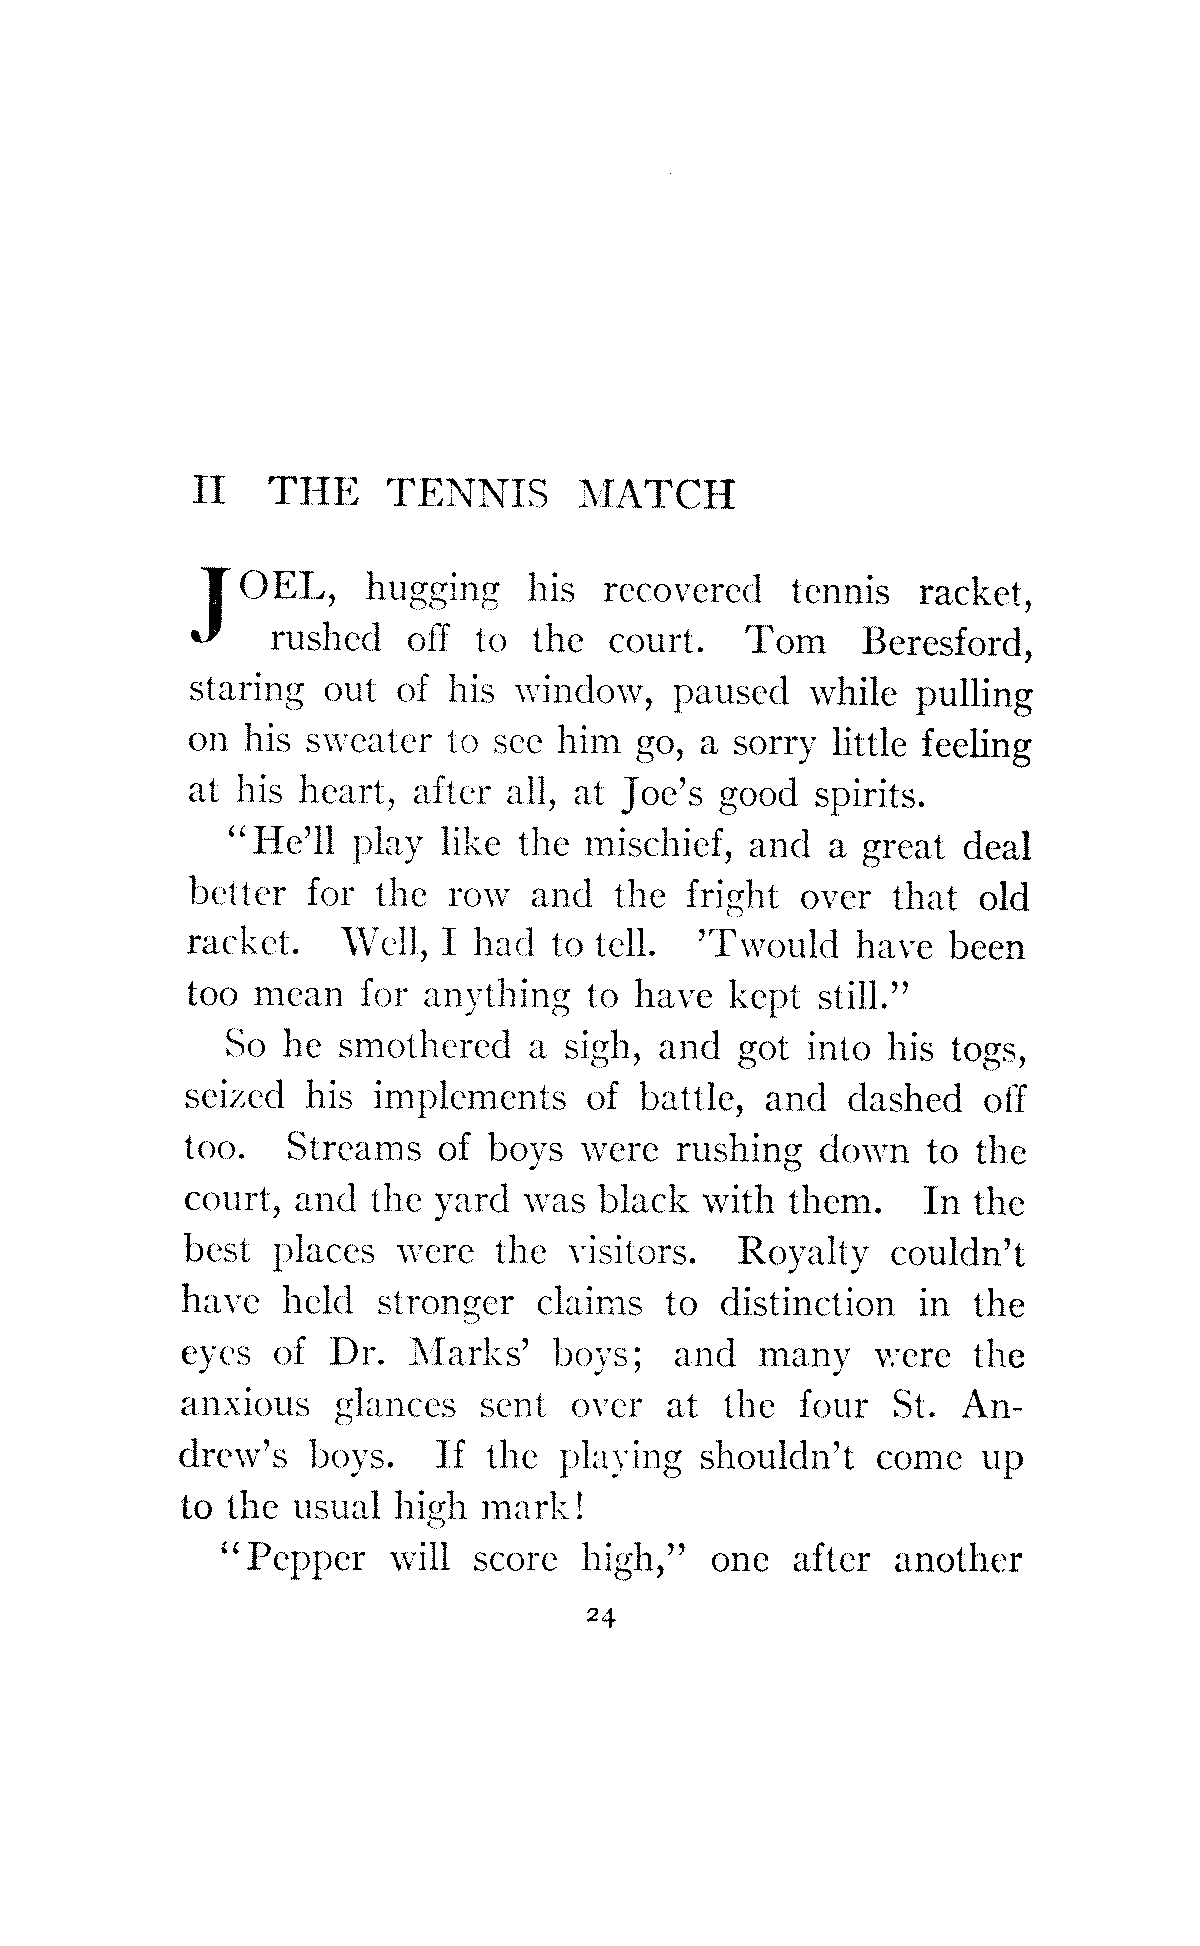 II THE TENNIS MATCH
JOEL, hugging his recovered tennis racket,
rushed off to the court. Tom Beresford,
staring out of his window, paused while pulling
on his sweater to see him go, a sorry little feeling
at his heart, after all, at Joe's good spirits.
"He'll play like the mischief, and a great deal
better for the row and the fright over that old
racket. Well, I had to tell. 'Twould have been
too mean for anything to have kept still."
So he smothered a sigh, and got into his togs,
seized his implements of battle, and dashed off
too. Streams of boys were rushing down to the
court, and the yard was black with them. In the
best places were the visitors. Royalty couldn't
have held stronger claims to distinction in the
eyes of Dr. Marks' boys; and many were the
anxious glances sent over at the four St. An-
drew's boys. If the playing shouldn't come up
to the usual high mark!
"Pepper will score high," one after another
24